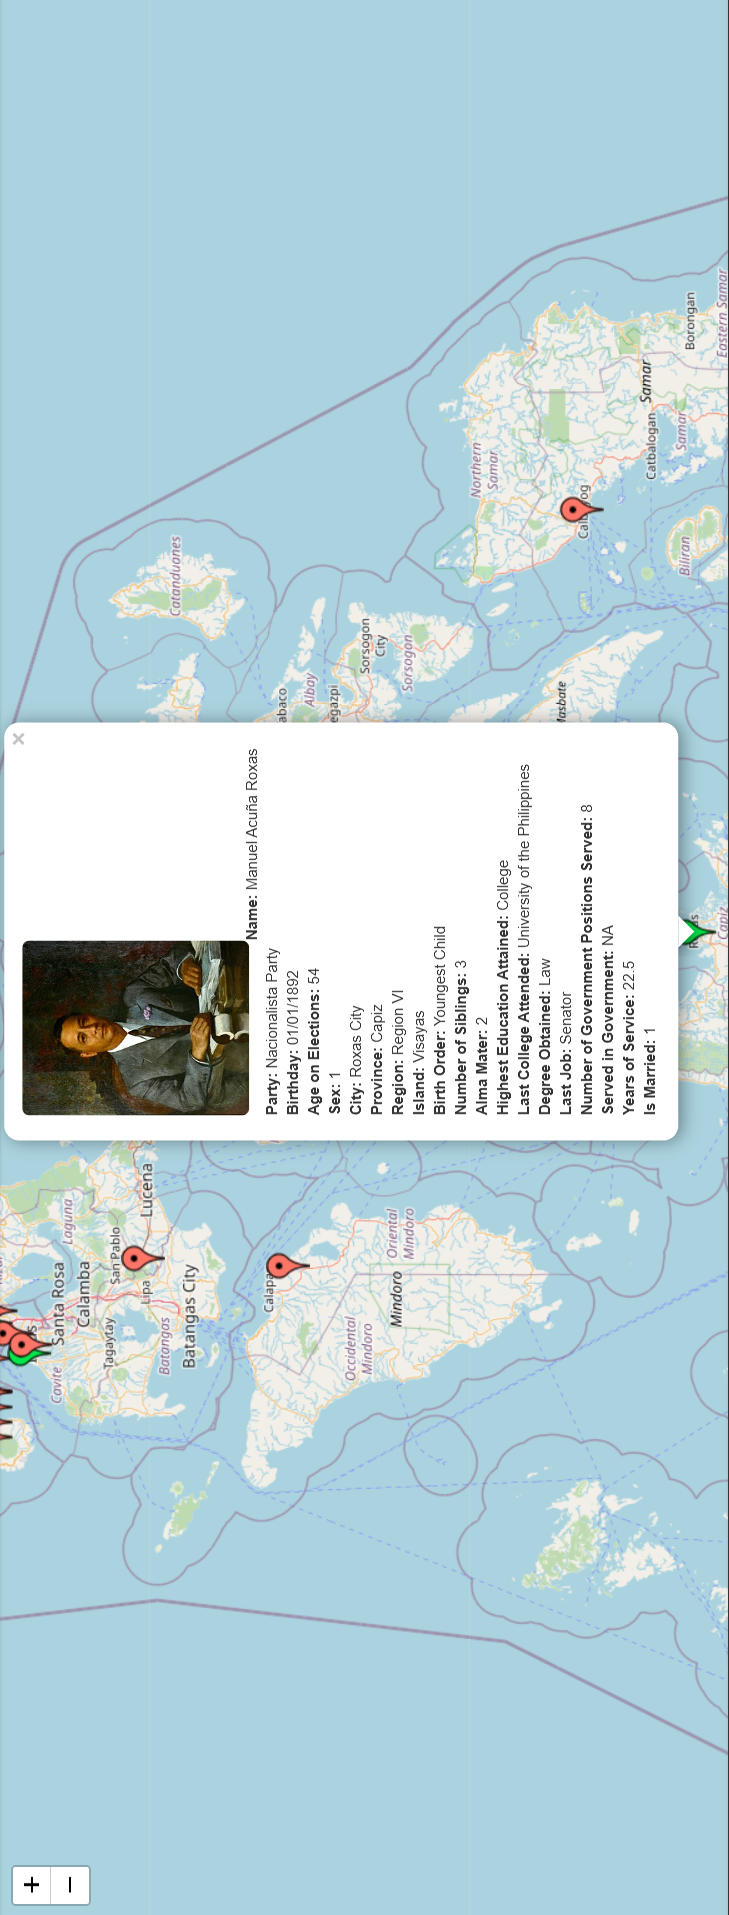 +
−
×
Name: Manuel Acuña Roxas
Party: Nacionalista Party
Birthday: 01/01/1892
Age on Elections: 54
Sex: 1
City: Roxas City
Province: Capiz
Region: Region VI
Island: Visayas
Birth Order: Youngest Child
Number of Siblings: 3
Alma Mater: 2
Highest Education Attained: College
Last College Attended: University of the Philippines
Degree Obtained: Law
Last Job: Senator
Number of Government Positions Served: 8
Served in Government: NA
Years of Service: 22.5
Is Married: 1
Cavite
Santa Rosa
Laguna
Calamba
Tagaytay
San Pablo
Lucena
Lipa
Batangas
Batangas City
Calapa
Occidental
Mindoro
Oriental
Mindoro
Mindoro
Catanduanes
abaco
Albay
egazpi
Sorsogon
City
Sorsogon
Masbate
Northern
Samar
Samar
Catbalogan
Samar
Borongan
Eastern Samar
Biliran
Capiz